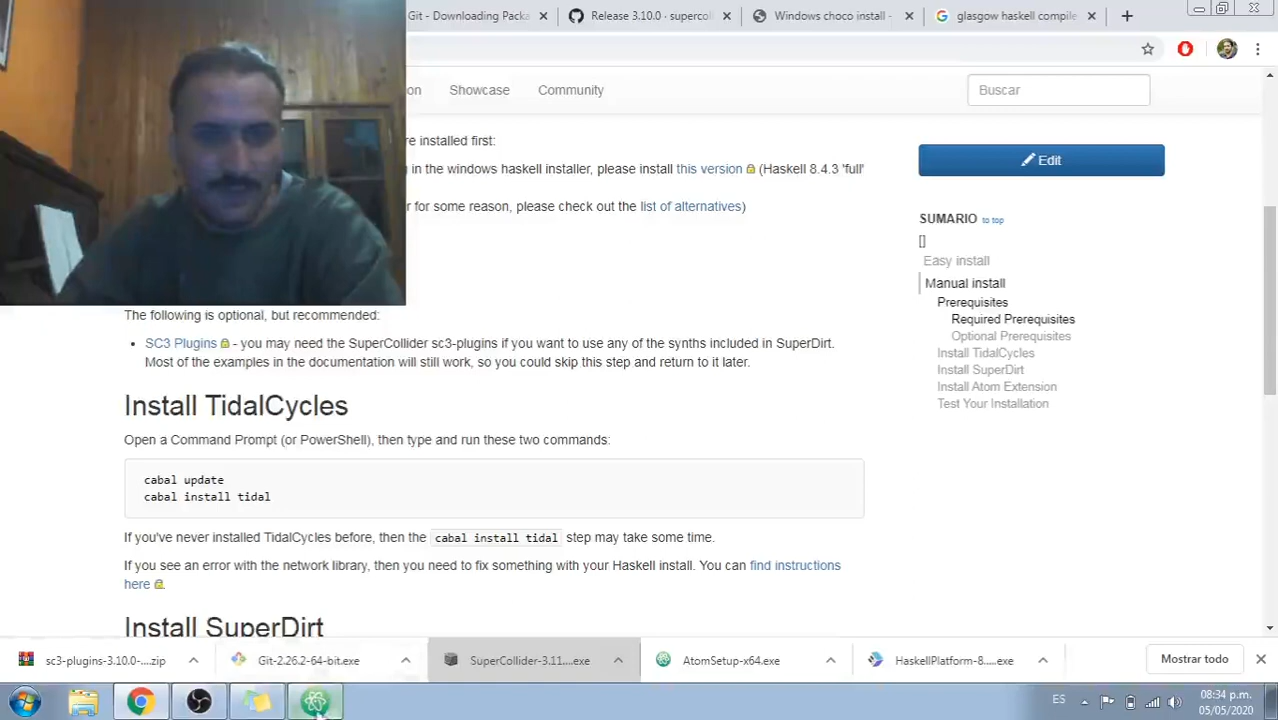 Git - Downloading Packa
Release 3.10.0 · supercol
Windows choco install -
glasgow haskell compile
on
Showcase
Community
Buscar
re installed first:
in the windows haskell installer, please install this version (Haskell 8.4.3 'full'
r for some reason, please check out the list of alternatives)
The following is optional, but recommended:
• SC3 Plugins - you may need the SuperCollider sc3-plugins if you want to use any of the synths included in SuperDirt.
Most of the examples in the documentation will still work, so you could skip this step and return to it later.
Install TidalCycles
Open a Command Prompt (or PowerShell), then type and run these two commands:
cabal update
cabal install tidal
If you've never installed TidalCycles before, then the cabal install tidal step may take some time.
If you see an error with the network library, then you need to fix something with your Haskell install. You can find instructions
here
Install SuperDirt
Edit
SUMARIO to top
[]
Easy install
Manual install
Prerequisites
Required Prerequisites
Optional Prerequisites
Install TidalCycles
Install SuperDirt
Install Atom Extension
Test Your Installation
sc3-plugins-3.10.0-....zip
Git-2.26.2-64-bit.exe
SuperCollider-3.11....exe
AtomSetup-x64.exe
HaskellPlatform-8....exe
Mostrar todo
ES
08:34 p.m.
05/05/2020